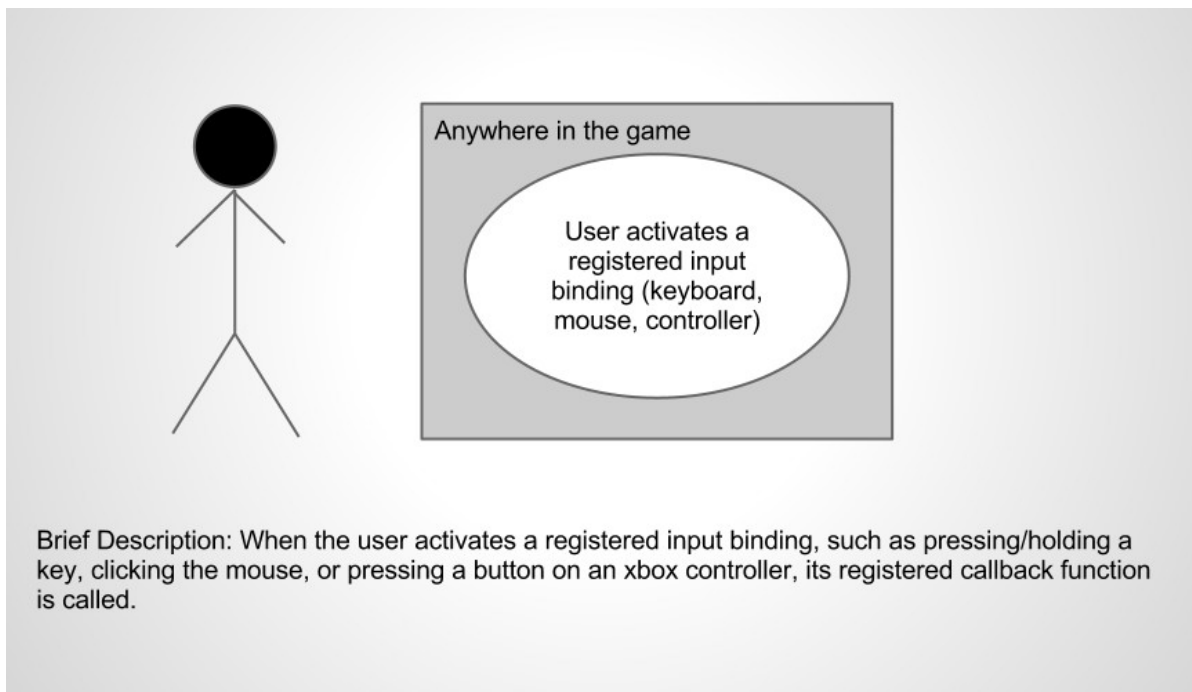 Anywhere in the game
User activates a
registered input
binding (keyboard,
mouse, controller)
Brief Description: When the user activates a registered input binding, such as pressing/holding a
key, clicking the mouse, or pressing a button on an xbox controller, its registered callback function
is called.